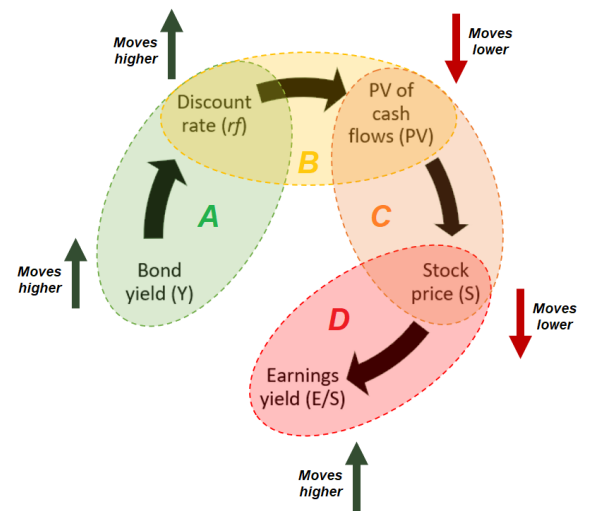 Moves
higher
Moves
lower
Discount
rate (rf)
PV of
cash
flows (PV)
B
A
C
Moves
higher
Bond
yield (Y)
Stock
price (S)
Moves
lower
D
Earnings
yield (E/S)
Moves
higher